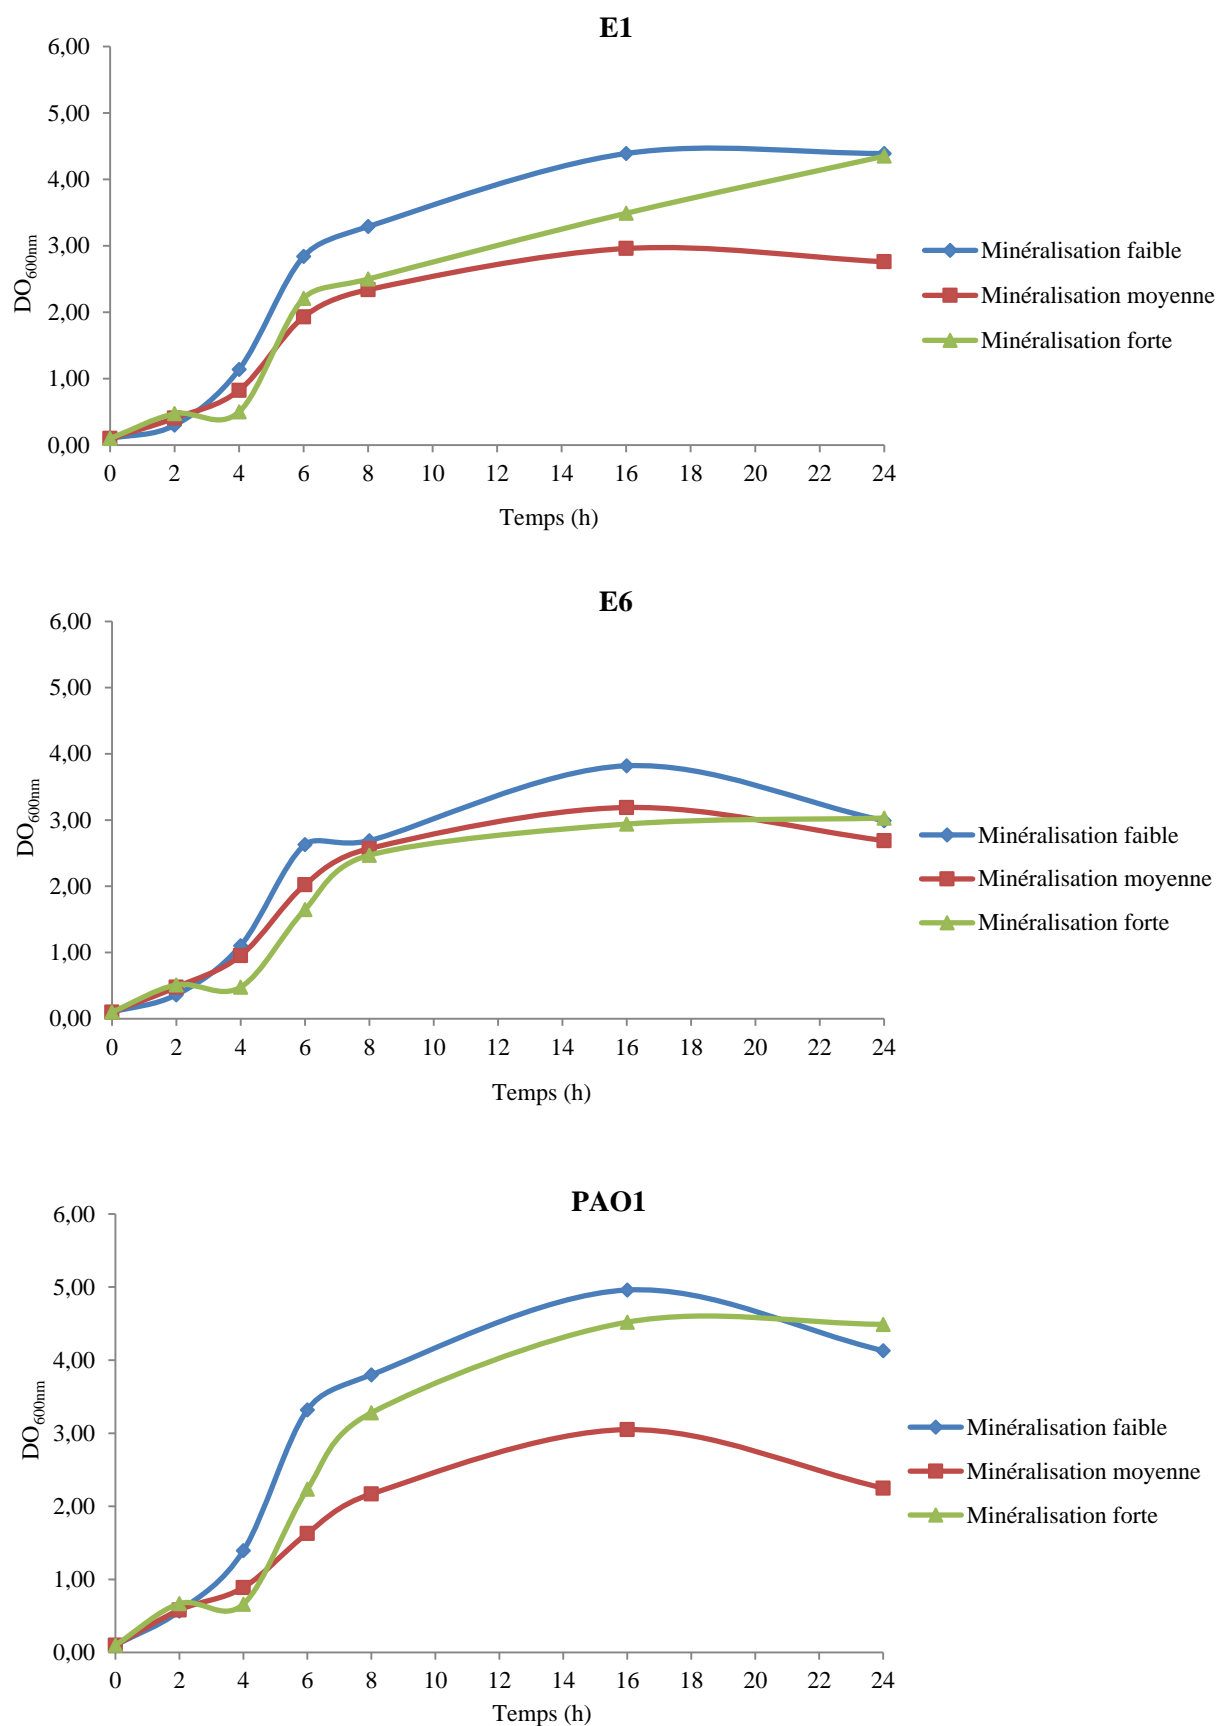 E1
6,00
5,00
4,00
3,00
2,00
1,00
0,00
DO600nm
0 2 4 6 8 10 12 14 16 18 20 22 24
Temps (h)
Minéralisation faible
Minéralisation moyenne
Minéralisation forte
E6
6,00
5,00
4,00
3,00
2,00
1,00
0,00
DO600nm
0 2 4 6 8 10 12 14 16 18 20 22 24
Temps (h)
Minéralisation faible
Minéralisation moyenne
Minéralisation forte
PAO1
6,00
5,00
4,00
3,00
2,00
1,00
0,00
DO600nm
0 2 4 6 8 10 12 14 16 18 20 22 24
Temps (h)
Minéralisation faible
Minéralisation moyenne
Minéralisation forte